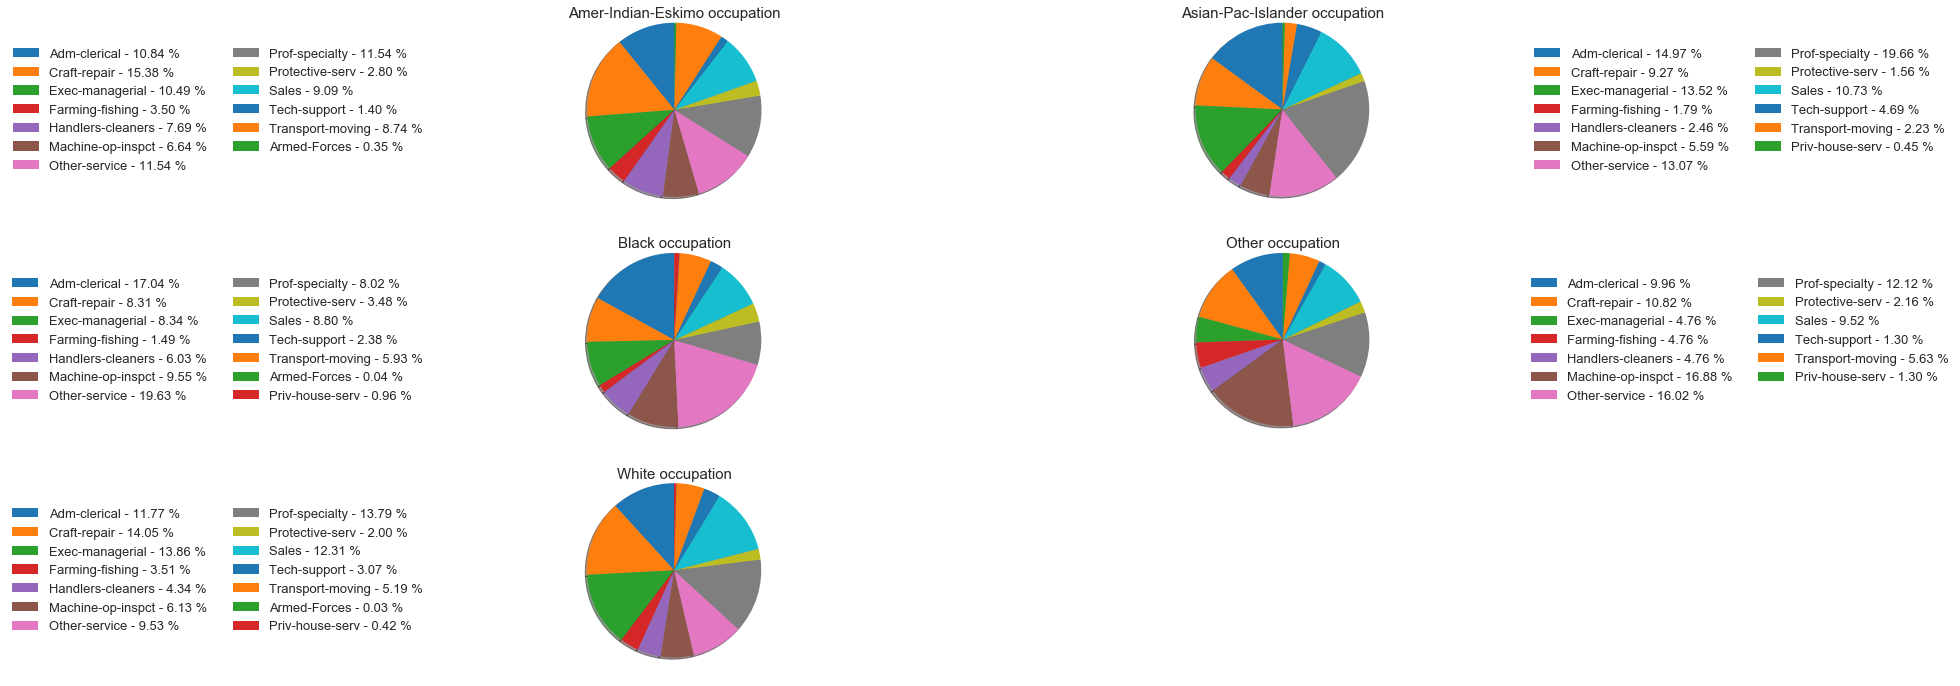 Amer-Indian-Eskimo occupation
Adm-clerical - 10.84 %
Craft-repair - 15.38 %
Exec-managerial - 10.49 %
Farming-fishing - 3.50 %
Handlers-cleaners - 7.69 %
Machine-op-inspct - 6.64 %
Other-service - 11.54 %
Prof-specialty - 11.54 %
Protective-serv - 2.80 %
Sales - 9.09 %
Tech-support - 1.40 %
Transport-moving - 8.74 %
Armed-Forces - 0.35 %
Asian-Pac-Islander occupation
Adm-clerical - 14.97 %
Craft-repair - 9.27 %
Exec-managerial - 13.52 %
Farming-fishing - 1.79 %
Handlers-cleaners - 2.46 %
Machine-op-inspct - 5.59 %
Other-service - 13.07 %
Prof-specialty - 19.66 %
Protective-serv - 1.56 %
Sales - 10.73 %
Tech-support - 4.69 %
Transport-moving - 2.23 %
Priv-house-serv - 0.45 %
Black occupation
Adm-clerical - 17.04 %
Craft-repair - 8.31 %
Exec-managerial - 8.34 %
Farming-fishing - 1.49 %
Handlers-cleaners - 6.03 %
Machine-op-inspct - 9.55 %
Other-service - 19.63 %
Prof-specialty - 8.02 %
Protective-serv - 3.48 %
Sales - 8.80 %
Tech-support - 2.38 %
Transport-moving - 5.93 %
Armed-Forces - 0.04 %
Priv-house-serv - 0.96 %
Other occupation
Adm-clerical - 9.96 %
Craft-repair - 10.82 %
Exec-managerial - 4.76 %
Farming-fishing - 4.76 %
Handlers-cleaners - 4.76 %
Machine-op-inspct - 16.88 %
Other-service - 16.02 %
Prof-specialty - 12.12 %
Protective-serv - 2.16 %
Sales - 9.52 %
Tech-support - 1.30 %
Transport-moving - 5.63 %
Priv-house-serv - 1.30 %
White occupation
Adm-clerical - 11.77 %
Craft-repair - 14.05 %
Exec-managerial - 13.86 %
Farming-fishing - 3.51 %
Handlers-cleaners - 4.34 %
Machine-op-inspct - 6.13 %
Other-service - 9.53 %
Prof-specialty - 13.79 %
Protective-serv - 2.00 %
Sales - 12.31 %
Tech-support - 3.07 %
Transport-moving - 5.19 %
Armed-Forces - 0.03 %
Priv-house-serv - 0.42 %